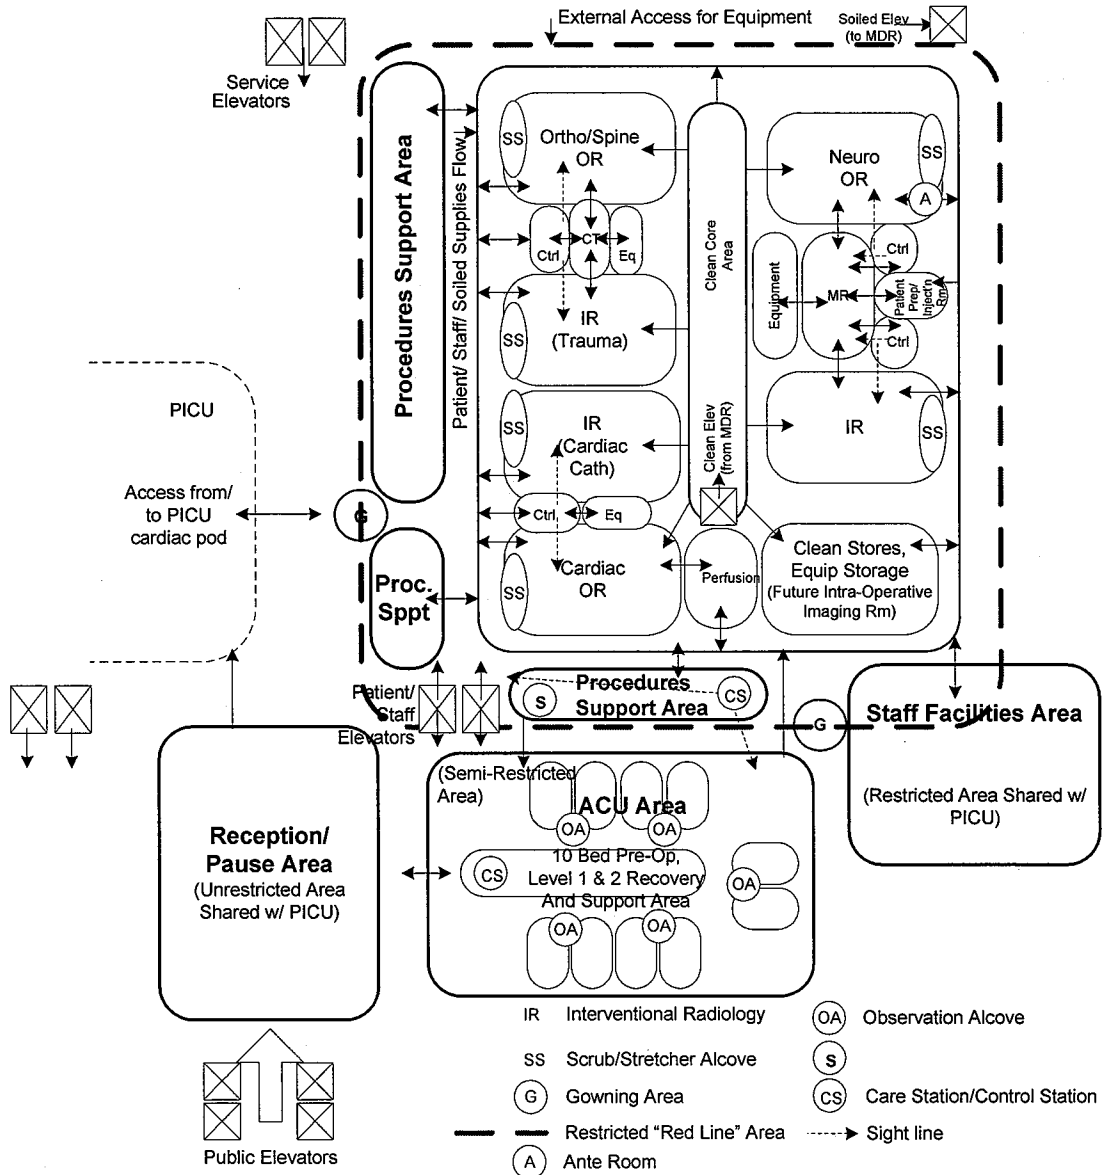 External Access for Equipment
Soiled Elev
(to MDR)
Service
Elevators
Procedures Support Area
Patient/ Staff/ Soiled Supplies Flow
SS
Ortho/Spine
OR
Ctrl
CT
Eq
SS
IR
(Trauma)
SS
IR
(Cardiac
Cath)
Ctrl
Eq
SS
Cardiac
OR
Clean Core
Area
Clean Elev
(from MDR)
Perfusion
Neuro
OR
SS
A
Equipment
MR
Ctrl
Patient
Prep/
Inject'n
Rm
Ctrl
IR
SS
Clean Stores,
Equip Storage
(Future Intra-Operative
Imaging Rm)
PICU
Access from/
to PICU
cardiac pod
G
Proc.
Sppt
Patient/
Staff
Elevators
S
Procedures
Support Area
CS
G
Staff Facilities Area
(Restricted Area Shared w/
PICU)
Reception/
Pause Area
(Unrestricted Area
Shared w/ PICU)
(Semi-Restricted
Area)
ACU Area
OA
OA
CS
10 Bed Pre-Op,
Level 1 & 2 Recovery
And Support Area
OA
OA
OA
Public Elevators
IR Interventional Radiology
SS Scrub/Stretcher Alcove
G Gowning Area
Restricted "Red Line" Area
A Ante Room
OA Observation Alcove
S
CS Care Station/Control Station
Sight line